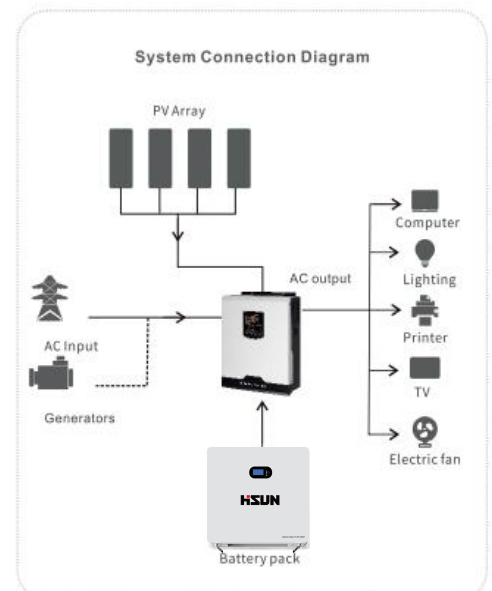 System Connection Diagram
PV Array
Computer
AC output
Lighting
AC Input
Printer
TV
Generators
Electric fan
HSUN
Battery pack